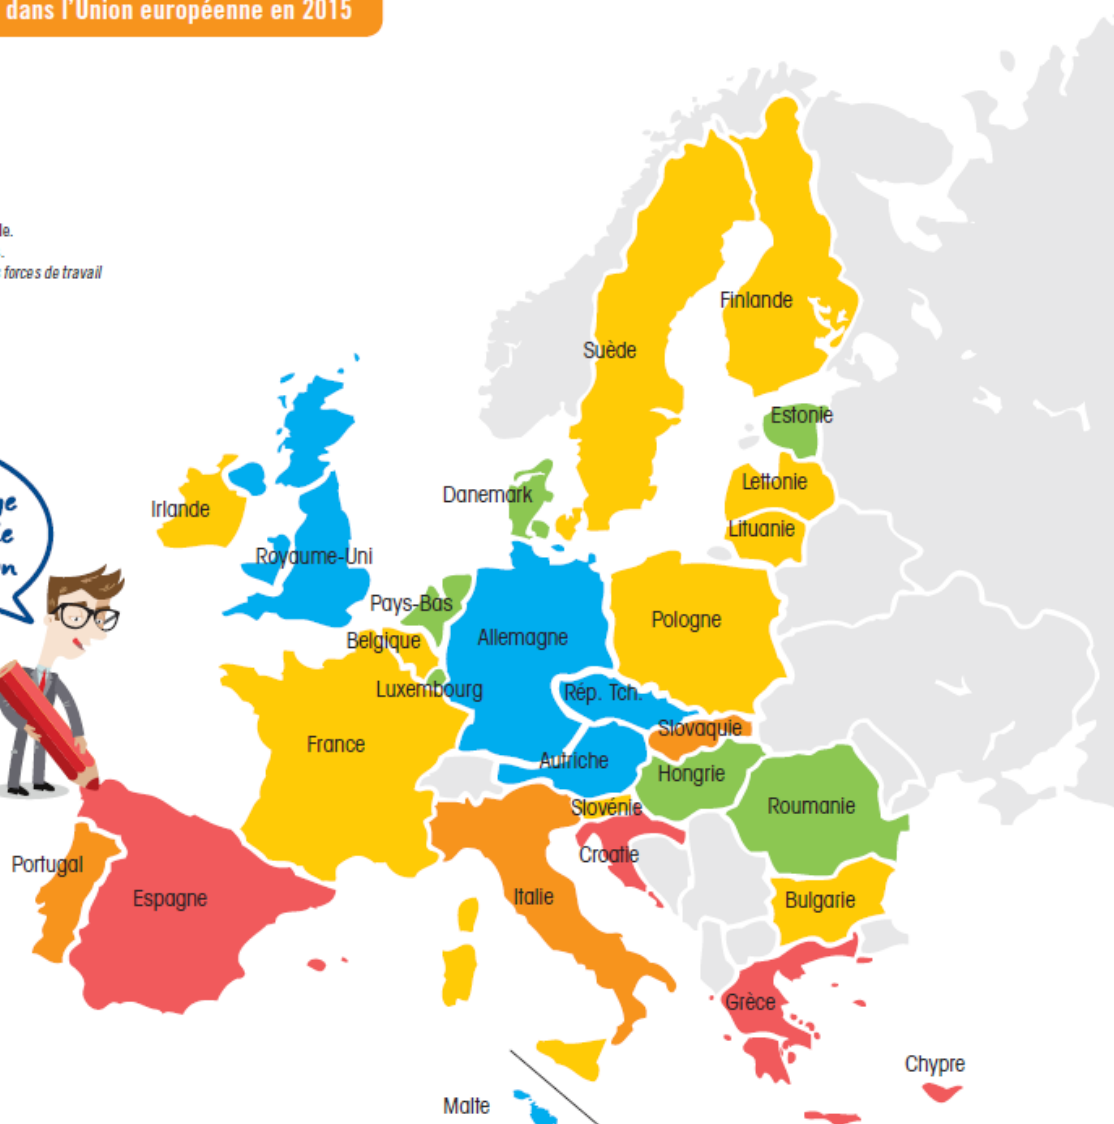 dans l'Union européenne en 2015
le.
forces de travail
Finlande
Suède
Estonie
Lettonie
Lituanie
Danemark
Irlande
Royaume-Uni
Pays-Bas
Belgique
Allemagne
Pologne
Luxembourg
Rép. Tch.
Slovaquie
France
Autriche
Hongrie
Slovénie
Roumanie
Croatie
Portugal
Espagne
Italie
Bulgarie
Grèce
Chypre
Malte